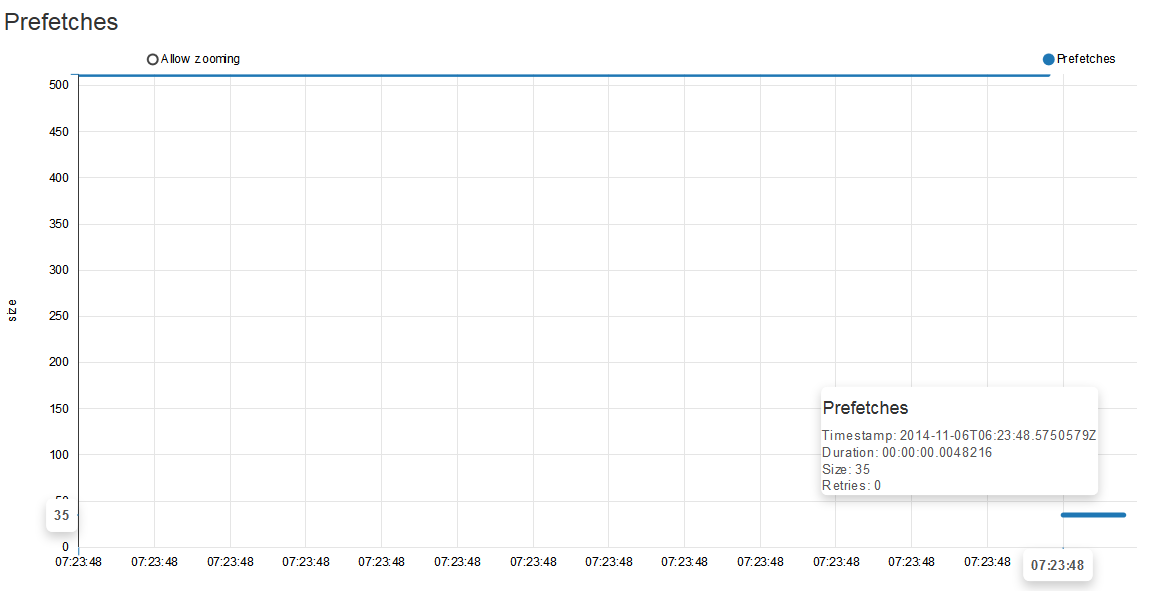 Prefetches
Allow zooming
Prefetches
500
450
400
350
300
250
200
150
100
50
0
size
35
Prefetches
Timestamp: 2014-11-06T06:23:48.5750579Z
Duration: 00:00:00.0048216
Size: 35
Retries: 0
07:23:48 07:23:48 07:23:48 07:23:48 07:23:48 07:23:48 07:23:48 07:23:48 07:23:48 07:23:48 07:23:48 07:23:48 07:23:48 07:23:48